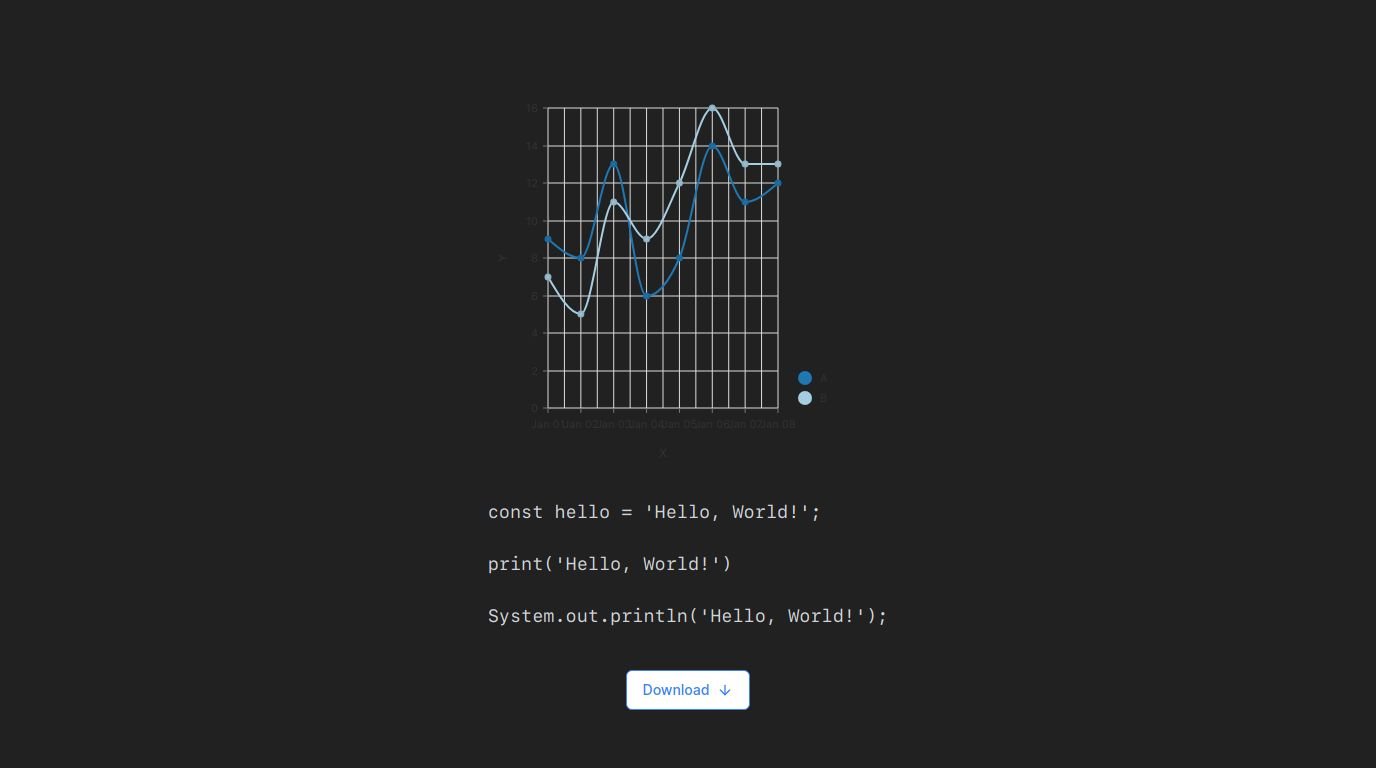 16
14
12
10
Y
8
6
4
2
A
B
0
Jan 01 Jan 02 Jan 03 Jan 04 Jan 05 Jan 06 Jan 07 Jan 08
X
const hello = 'Hello, World!';
print('Hello, World!')
System.out.println('Hello, World!');
Download ↓